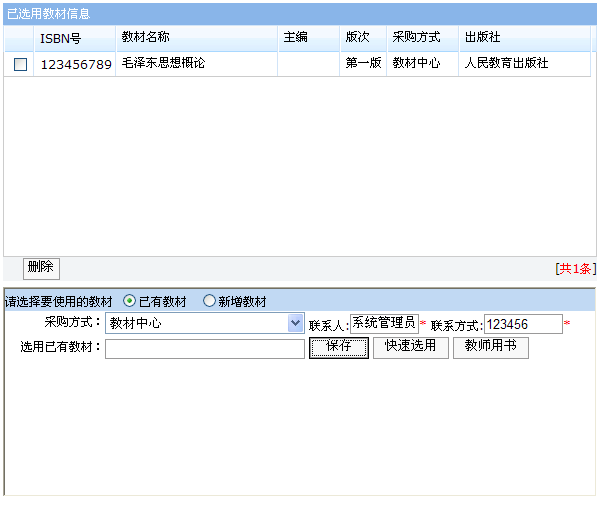 已选用教材信息
ISBN号 教材名称 主编 版次 采购方式 出版社
123456789 毛泽东思想概论 第一版 教材中心 人民教育出版社
删除 [共1条]
请选择要使用的教材 已有教材 新增教材
采购方式： 教材中心 联系人:系统管理员* 联系方式:123456*
选用已有教材： 保存 快速选用 教师用书